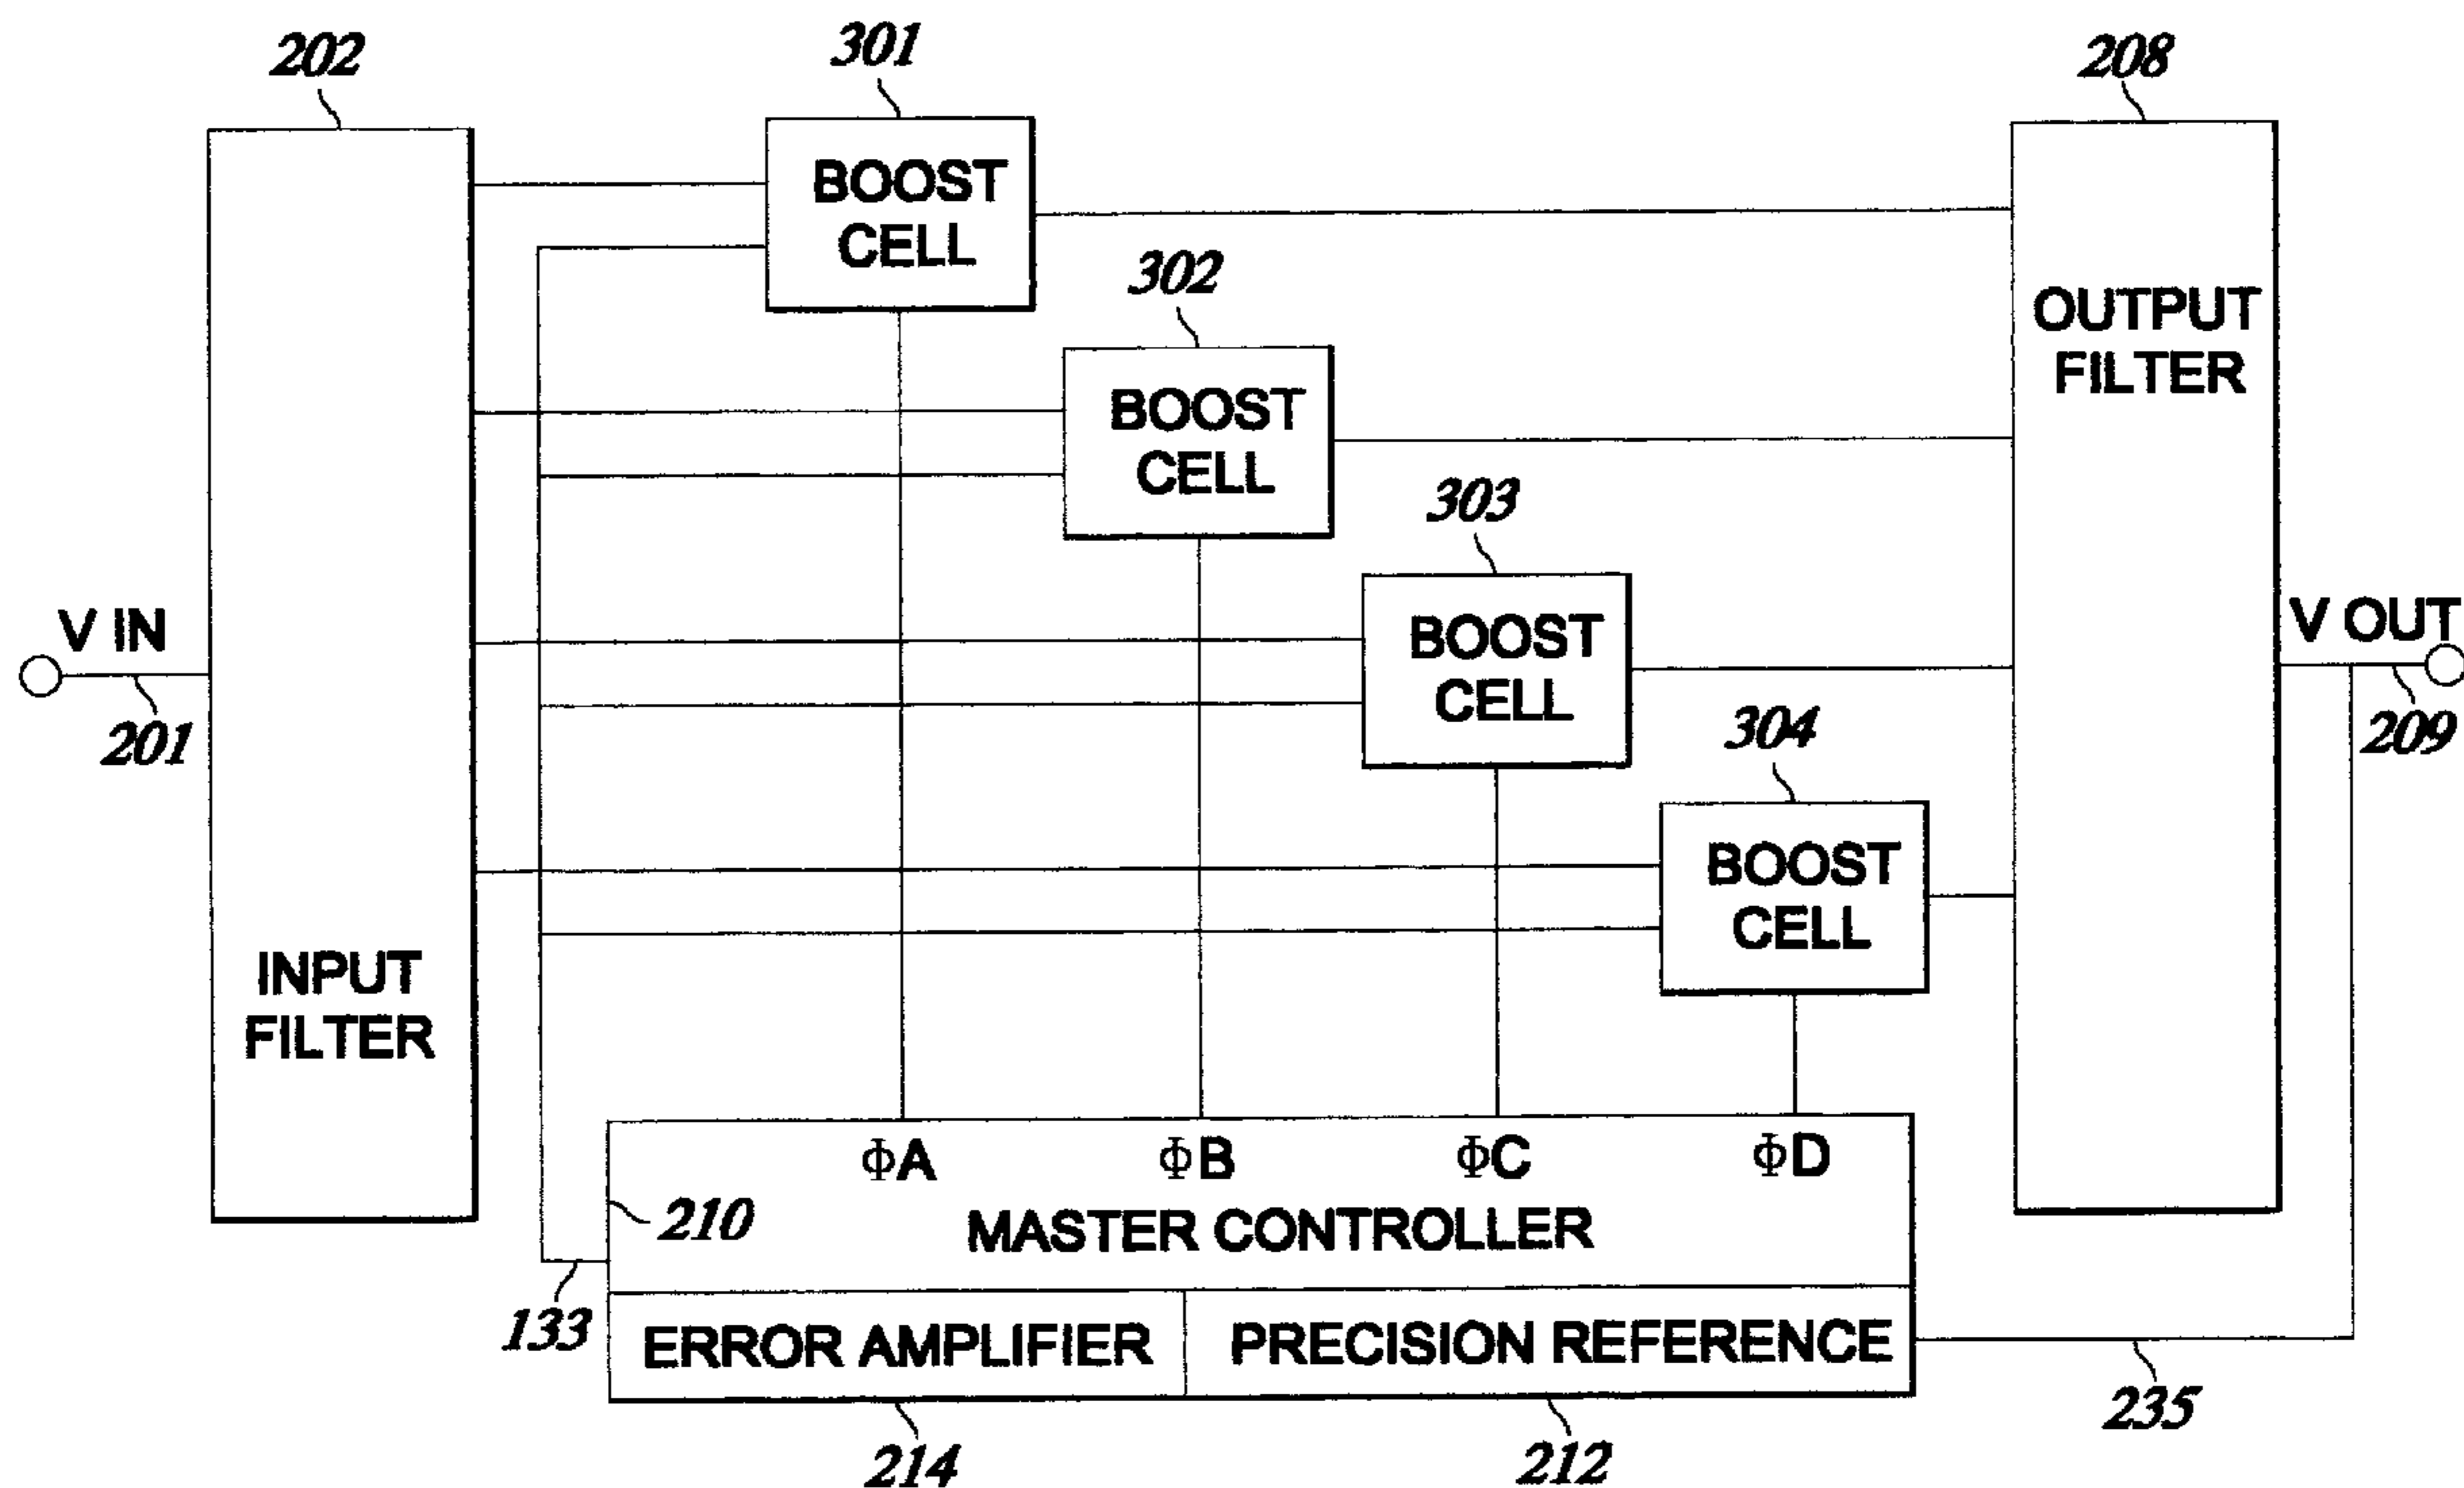 202
301
208
BOOST
CELL
302
OUTPUT
FILTER
BOOST
CELL
303
V IN
BOOST
CELL
V OUT
201
304
209
BOOST
CELL
INPUT
FILTER
ΦA ΦB ΦC ΦD
210
MASTER CONTROLLER
133
ERROR AMPLIFIER
PRECISION REFERENCE
235
214
212